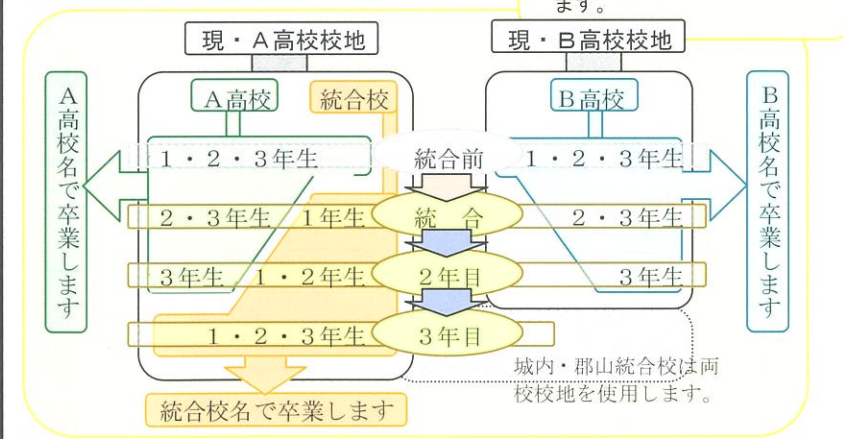 ます。
現・A高校校地
現・B高校校地
A高校
統合校
B高校
A高校名で卒業します
B高校名で卒業します
1・2・3年生
統合前
1・2・3年生
2・3年生
1年生
統　合
2・3年生
3年生
1・2年生
2年目
3年生
1・2・3年生
3年目
城内・郡山統合校は両
校校地を使用します。
統合校名で卒業します